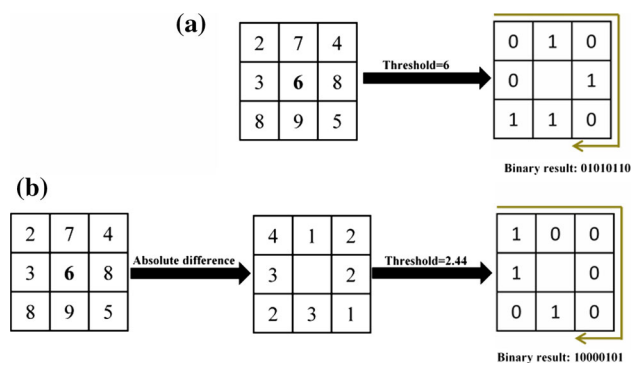 (a)
2 7 4 0 1 0
Threshold=6
3 6 8 0 1
8 9 5 1 1 0
Binary result: 01010110
(b)
2 7 4 4 1 2 1 0 0
Absolute difference Threshold=2.44
3 6 8 3 2 1 0
8 9 5 2 3 1 0 1 0
Binary result: 10000101